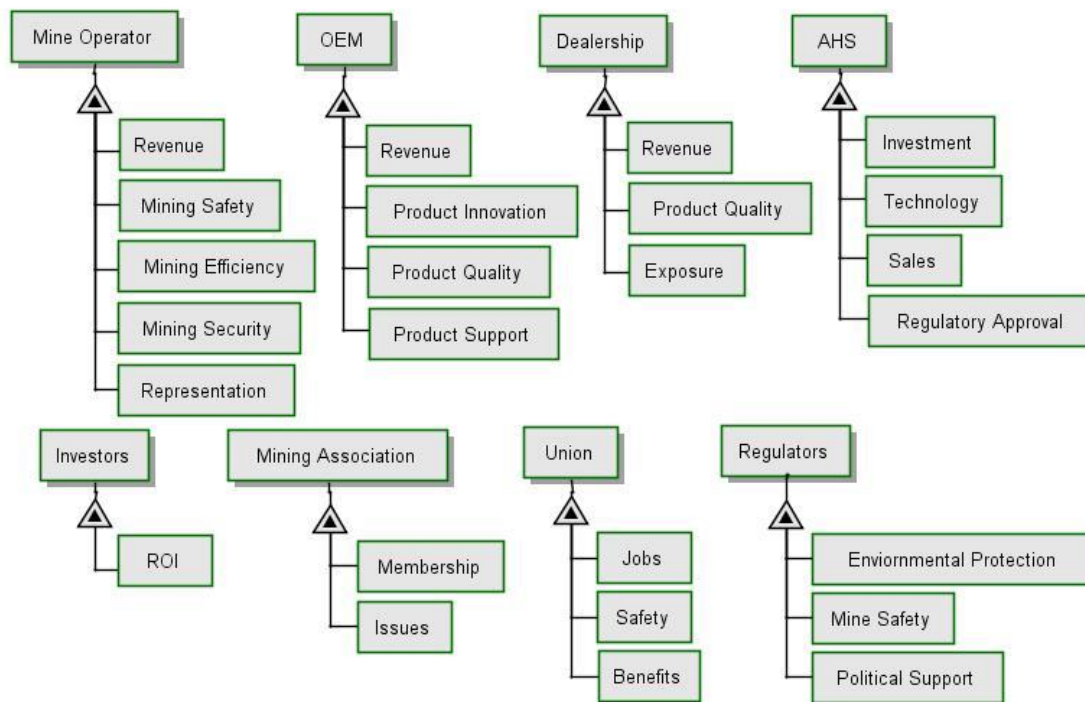 Mine Operator
Revenue
Mining Safety
Mining Efficiency
Mining Security
Representation
OEM
Revenue
Product Innovation
Product Quality
Product Support
Dealership
Revenue
Product Quality
Exposure
AHS
Investment
Technology
Sales
Regulatory Approval
Investors
ROI
Mining Association
Membership
Issues
Union
Jobs
Safety
Benefits
Regulators
Enviornmental Protection
Mine Safety
Political Support